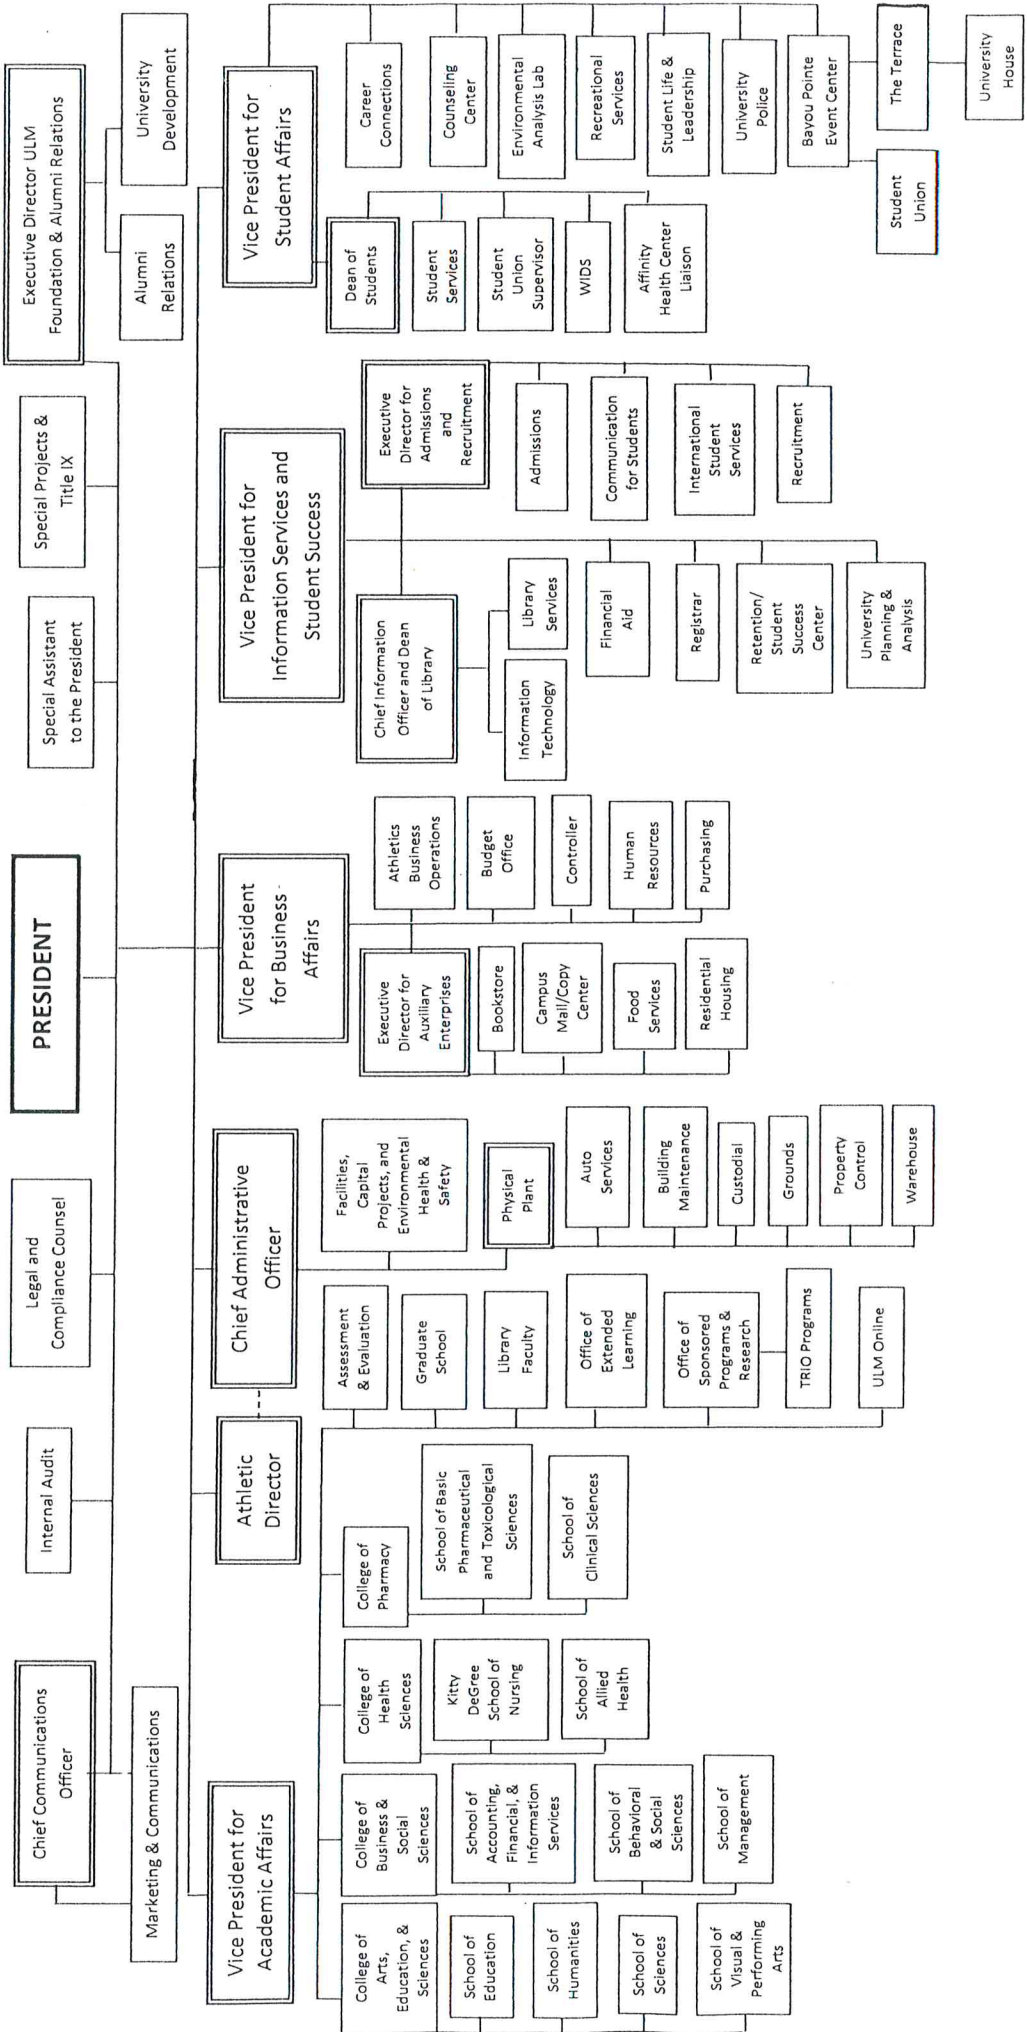 PRESIDENT
Chief Communications
Officer
Marketing & Communications
Internal Audit
Legal and
Compliance Counsel
Special Assistant
to the President
Special Projects &
Title IX
Executive Director ULM
Foundation & Alumni Relations
Alumni
Relations
University
Development
Vice President for
Academic Affairs
College of
Arts,
Education, &
Sciences
School of
Education
School of
Humanities
School of
Sciences
School of
Visual &
Performing
Arts
College of
Business &
Social
Sciences
School of
Accounting,
Financial, &
Information
Services
School of
Behavioral
& Social
Sciences
School of
Management
College of
Health
Sciences
Kitty
DeGree
School of
Nursing
School of
Allied
Health
College of
Pharmacy
School of Basic
Pharmaceutical
and Toxicological
Sciences
School of
Clinical Sciences
Assessment
& Evaluation
Graduate
School
Library
Faculty
Office of
Extended
Learning
Office of
Sponsored
Programs &
Research
TRiO Programs
ULM Online
Athletic
Director
Chief Administrative
Officer
Facilities,
Capital
Projects, and
Environmental
Health &
Safety
Physical
Plant
Auto
Services
Building
Maintenance
Custodial
Grounds
Property
Control
Warehouse
Vice President
for Business
Affairs
Executive
Director for
Auxiliary
Enterprises
Bookstore
Campus
Mail/Copy
Center
Food
Services
Residential
Housing
Athletics
Business
Operations
Budget
Office
Controller
Human
Resources
Purchasing
Vice President for
Information Services and
Student Success
Chief Information
Officer and Dean
of Library
Information
Technology
Library
Services
Financial
Aid
Registrar
Retention/
Student
Success
Center
University
Planning &
Analysis
Executive
Director for
Admissions
and
Recruitment
Admissions
Communication
for Students
International
Student
Services
Recruitment
Vice President for
Student Affairs
Dean of
Students
Student
Services
Student
Union
Supervisor
WIDS
Affinity
Health Center
Liaison
Career
Connections
Counseling
Center
Environmental
Analysis Lab
Recreational
Services
Student Life &
Leadership
University
Police
Bayou Pointe
Event Center
Student
Union
The Terrace
University
House